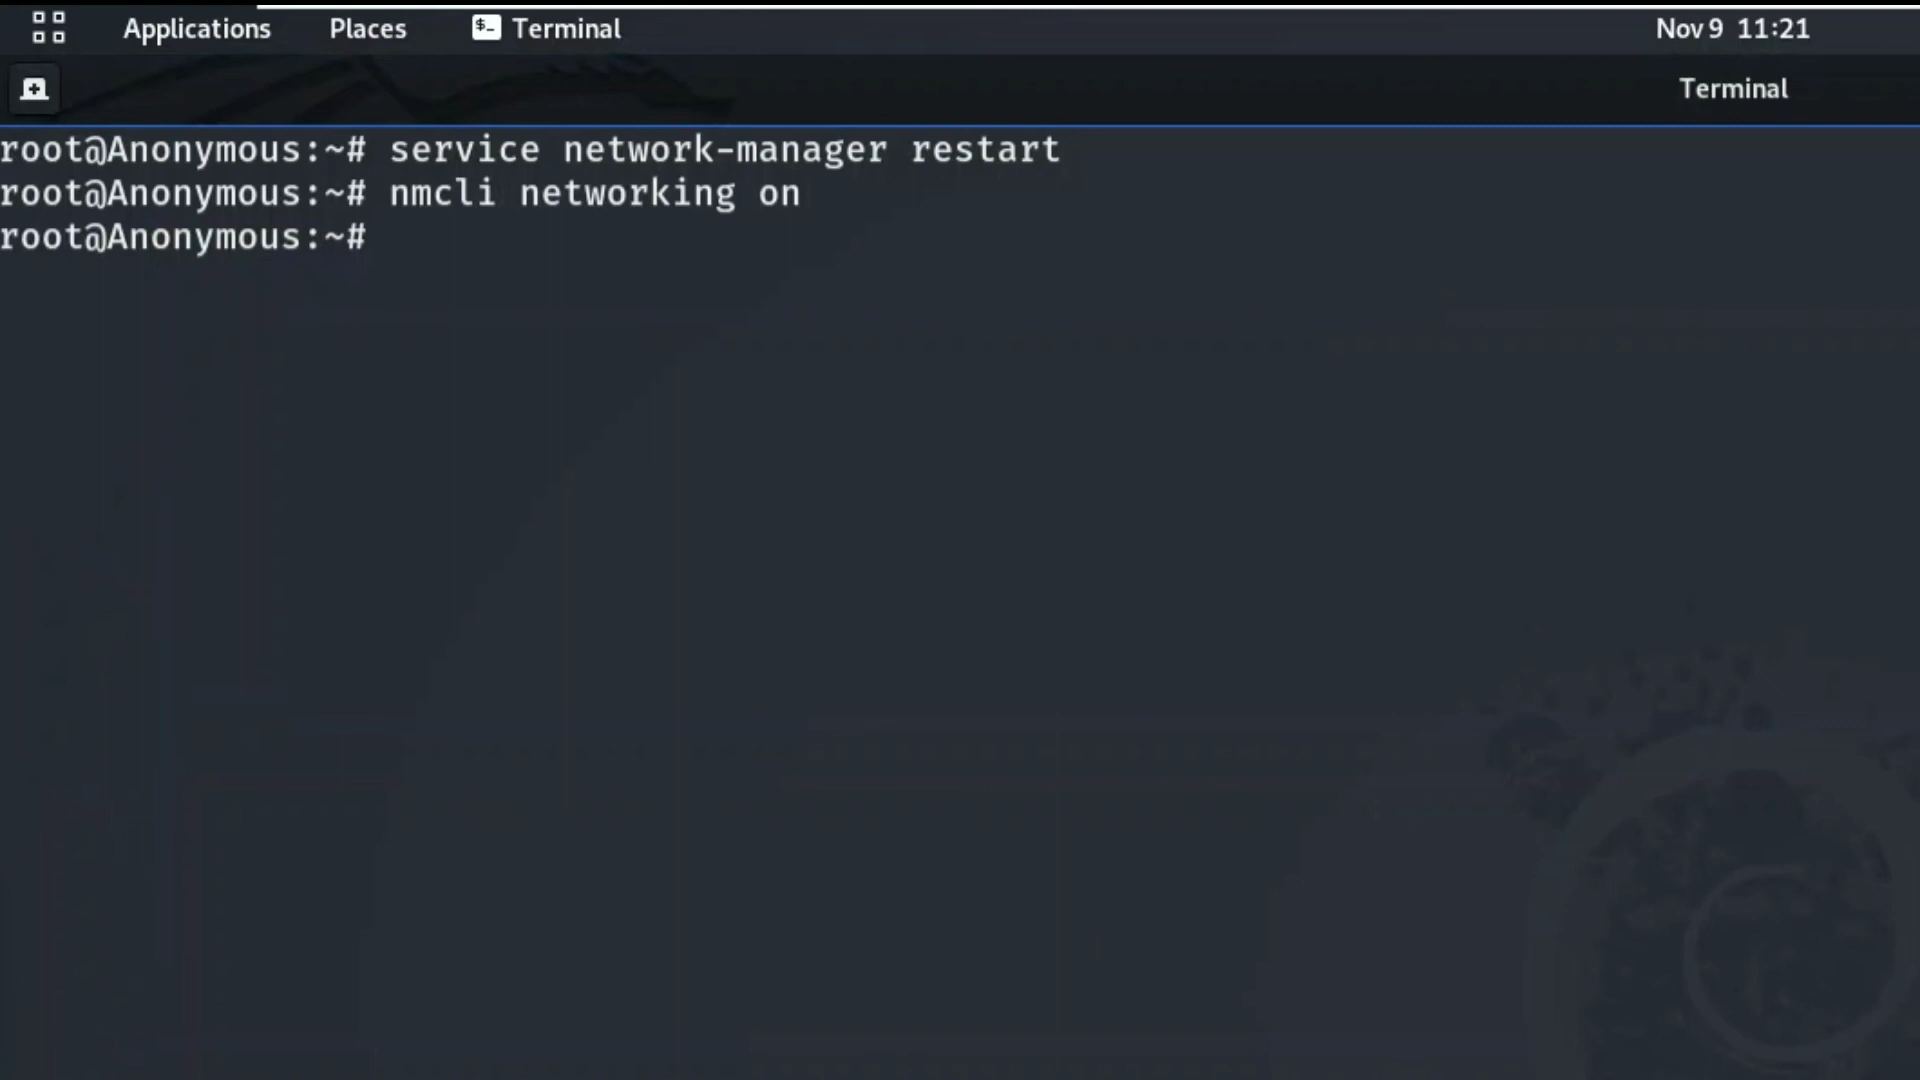 Applications Places $- Terminal Nov 9 11:21
Terminal
root@Anonymous:~# service network-manager restart
root@Anonymous:~# nmcli networking on
root@Anonymous:~#